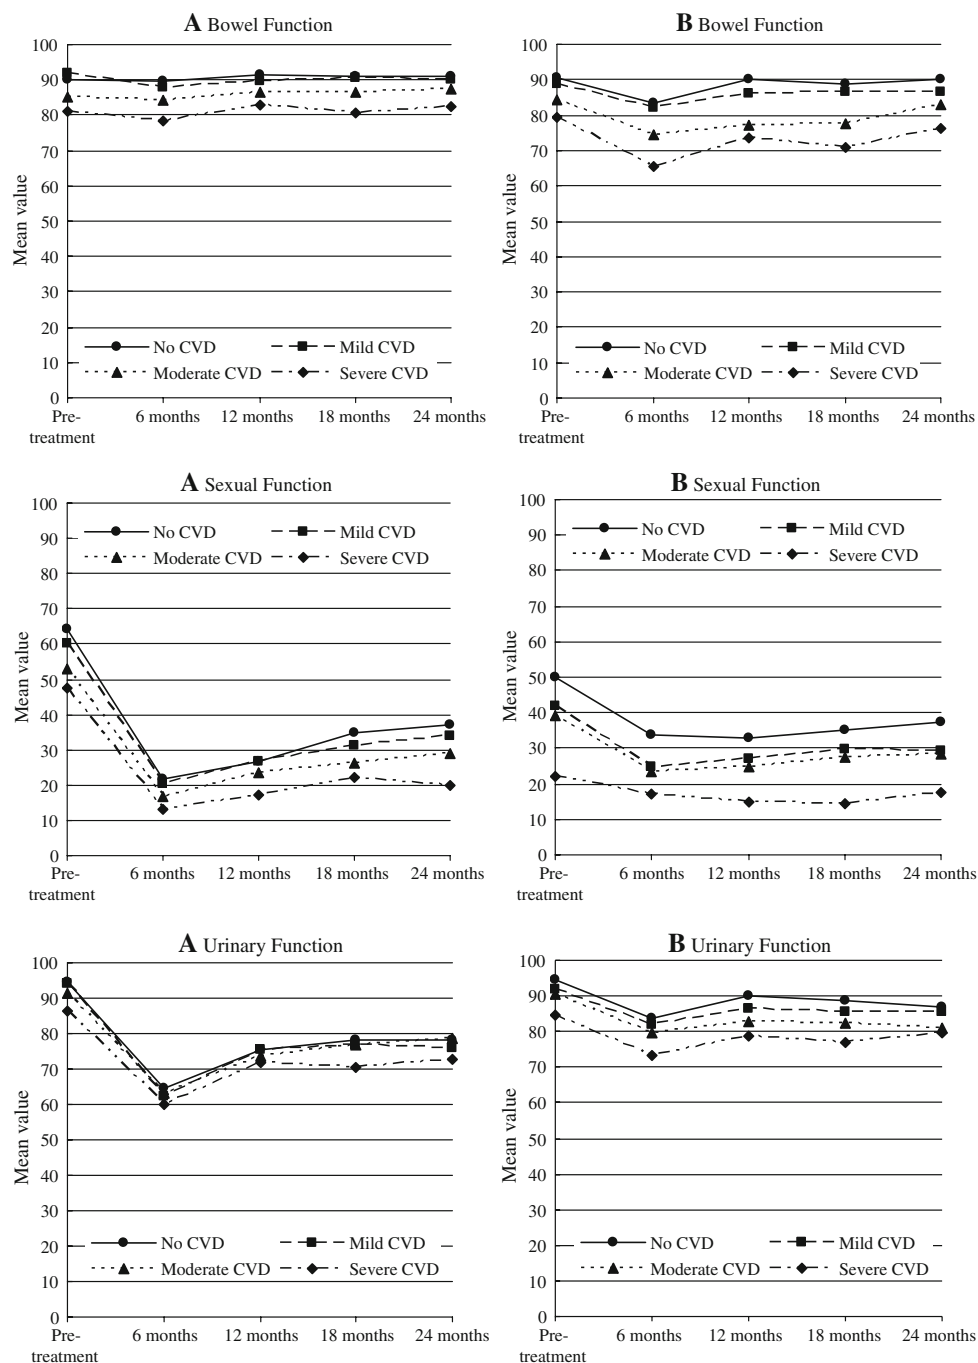 A Bowel Function
100
90
80
70
60
50
40
30
20
10
0
Mean value
No CVD
Mild CVD
Moderate CVD
Severe CVD
Pre-treatment
6 months
12 months
18 months
24 months
B Bowel Function
100
90
80
70
60
50
40
30
20
10
0
Mean value
No CVD
Mild CVD
Moderate CVD
Severe CVD
Pre-treatment
6 months
12 months
18 months
24 months
A Sexual Function
100
90
80
70
60
50
40
30
20
10
0
Mean value
No CVD
Mild CVD
Moderate CVD
Severe CVD
Pre-
treatment
6 months
12 months
18 months
24 months
B Sexual Function
100
90
80
70
60
50
40
30
20
10
0
Mean value
No CVD
Mild CVD
Moderate CVD
Severe CVD
Pre-
treatment
6 months
12 months
18 months
24 months
A Urinary Function
100
90
80
70
60
50
40
30
20
10
0
Mean value
No CVD
Mild CVD
Moderate CVD
Severe CVD
Pre-
treatment
6 months
12 months
18 months
24 months
B Urinary Function
100
90
80
70
60
50
40
30
20
10
0
Mean value
No CVD
Mild CVD
Moderate CVD
Severe CVD
Pre-
treatment
6 months
12 months
18 months
24 months